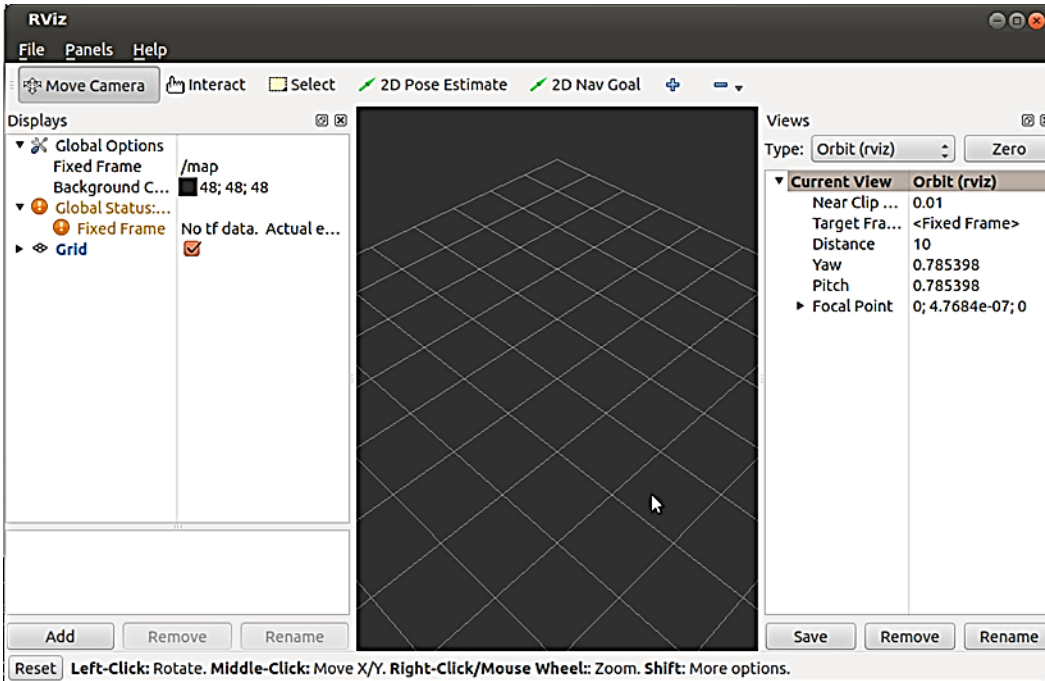 RViz
File Panels Help
Move Camera Interact Select 2D Pose Estimate 2D Nav Goal
Displays
Global Options
Fixed Frame /map
Background C... 48; 48; 48
Global Status:...
Fixed Frame No tf data. Actual e...
Grid
Add Remove Rename
Views
Type: Orbit (rviz) Zero
Current View Orbit (rviz)
Near Clip ... 0.01
Target Fra... <Fixed Frame>
Distance 10
Yaw 0.785398
Pitch 0.785398
Focal Point 0; 4.7684e-07; 0
Save Remove Rename
Reset Left-Click: Rotate. Middle-Click: Move X/Y. Right-Click/Mouse Wheel:: Zoom. Shift: More options.